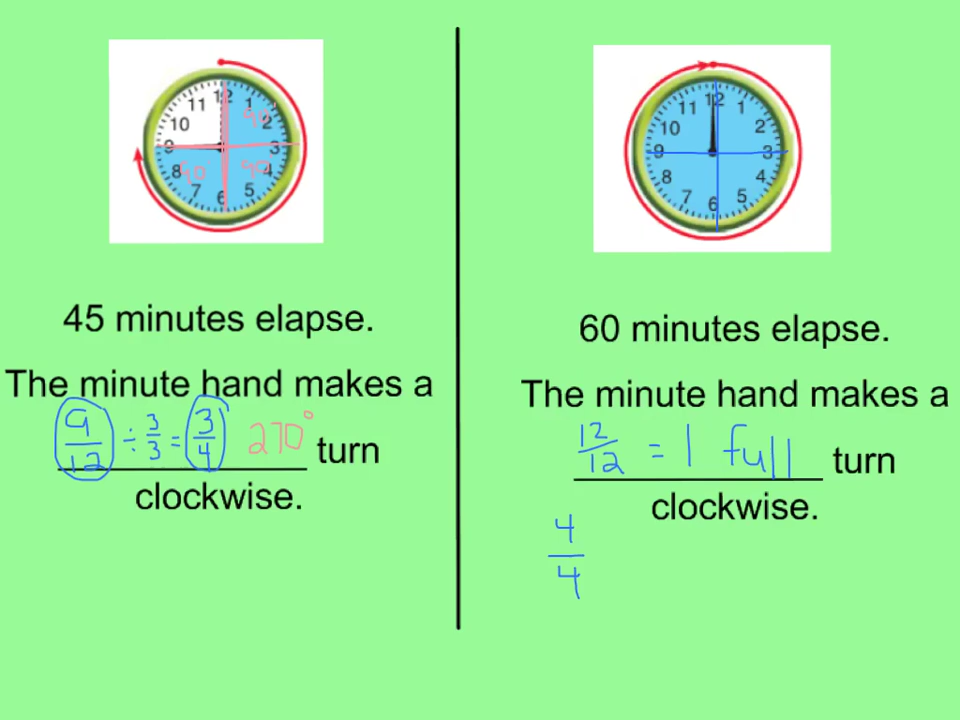 12
11 1
10 90 2
9 3
8 90 90 4
7 5
6
45 minutes elapse.
The minute hand makes a
9/12 ÷ 3/3 = 3/4 270° turn
clockwise.
12
11 1
10 2
9 3
8 4
7 5
6
60 minutes elapse.
The minute hand makes a
12/12 = 1 full turn
clockwise.
4/4